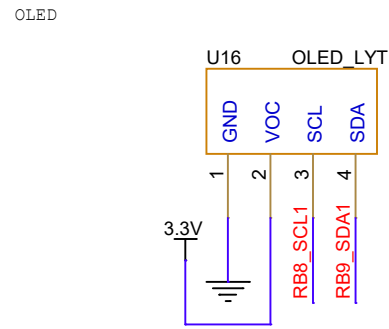 OLED
U16 OLED_LYT
GND
VOC
SCL
SDA
1
2
3
4
3.3V
RB8_SCL1
RB9_SDA1